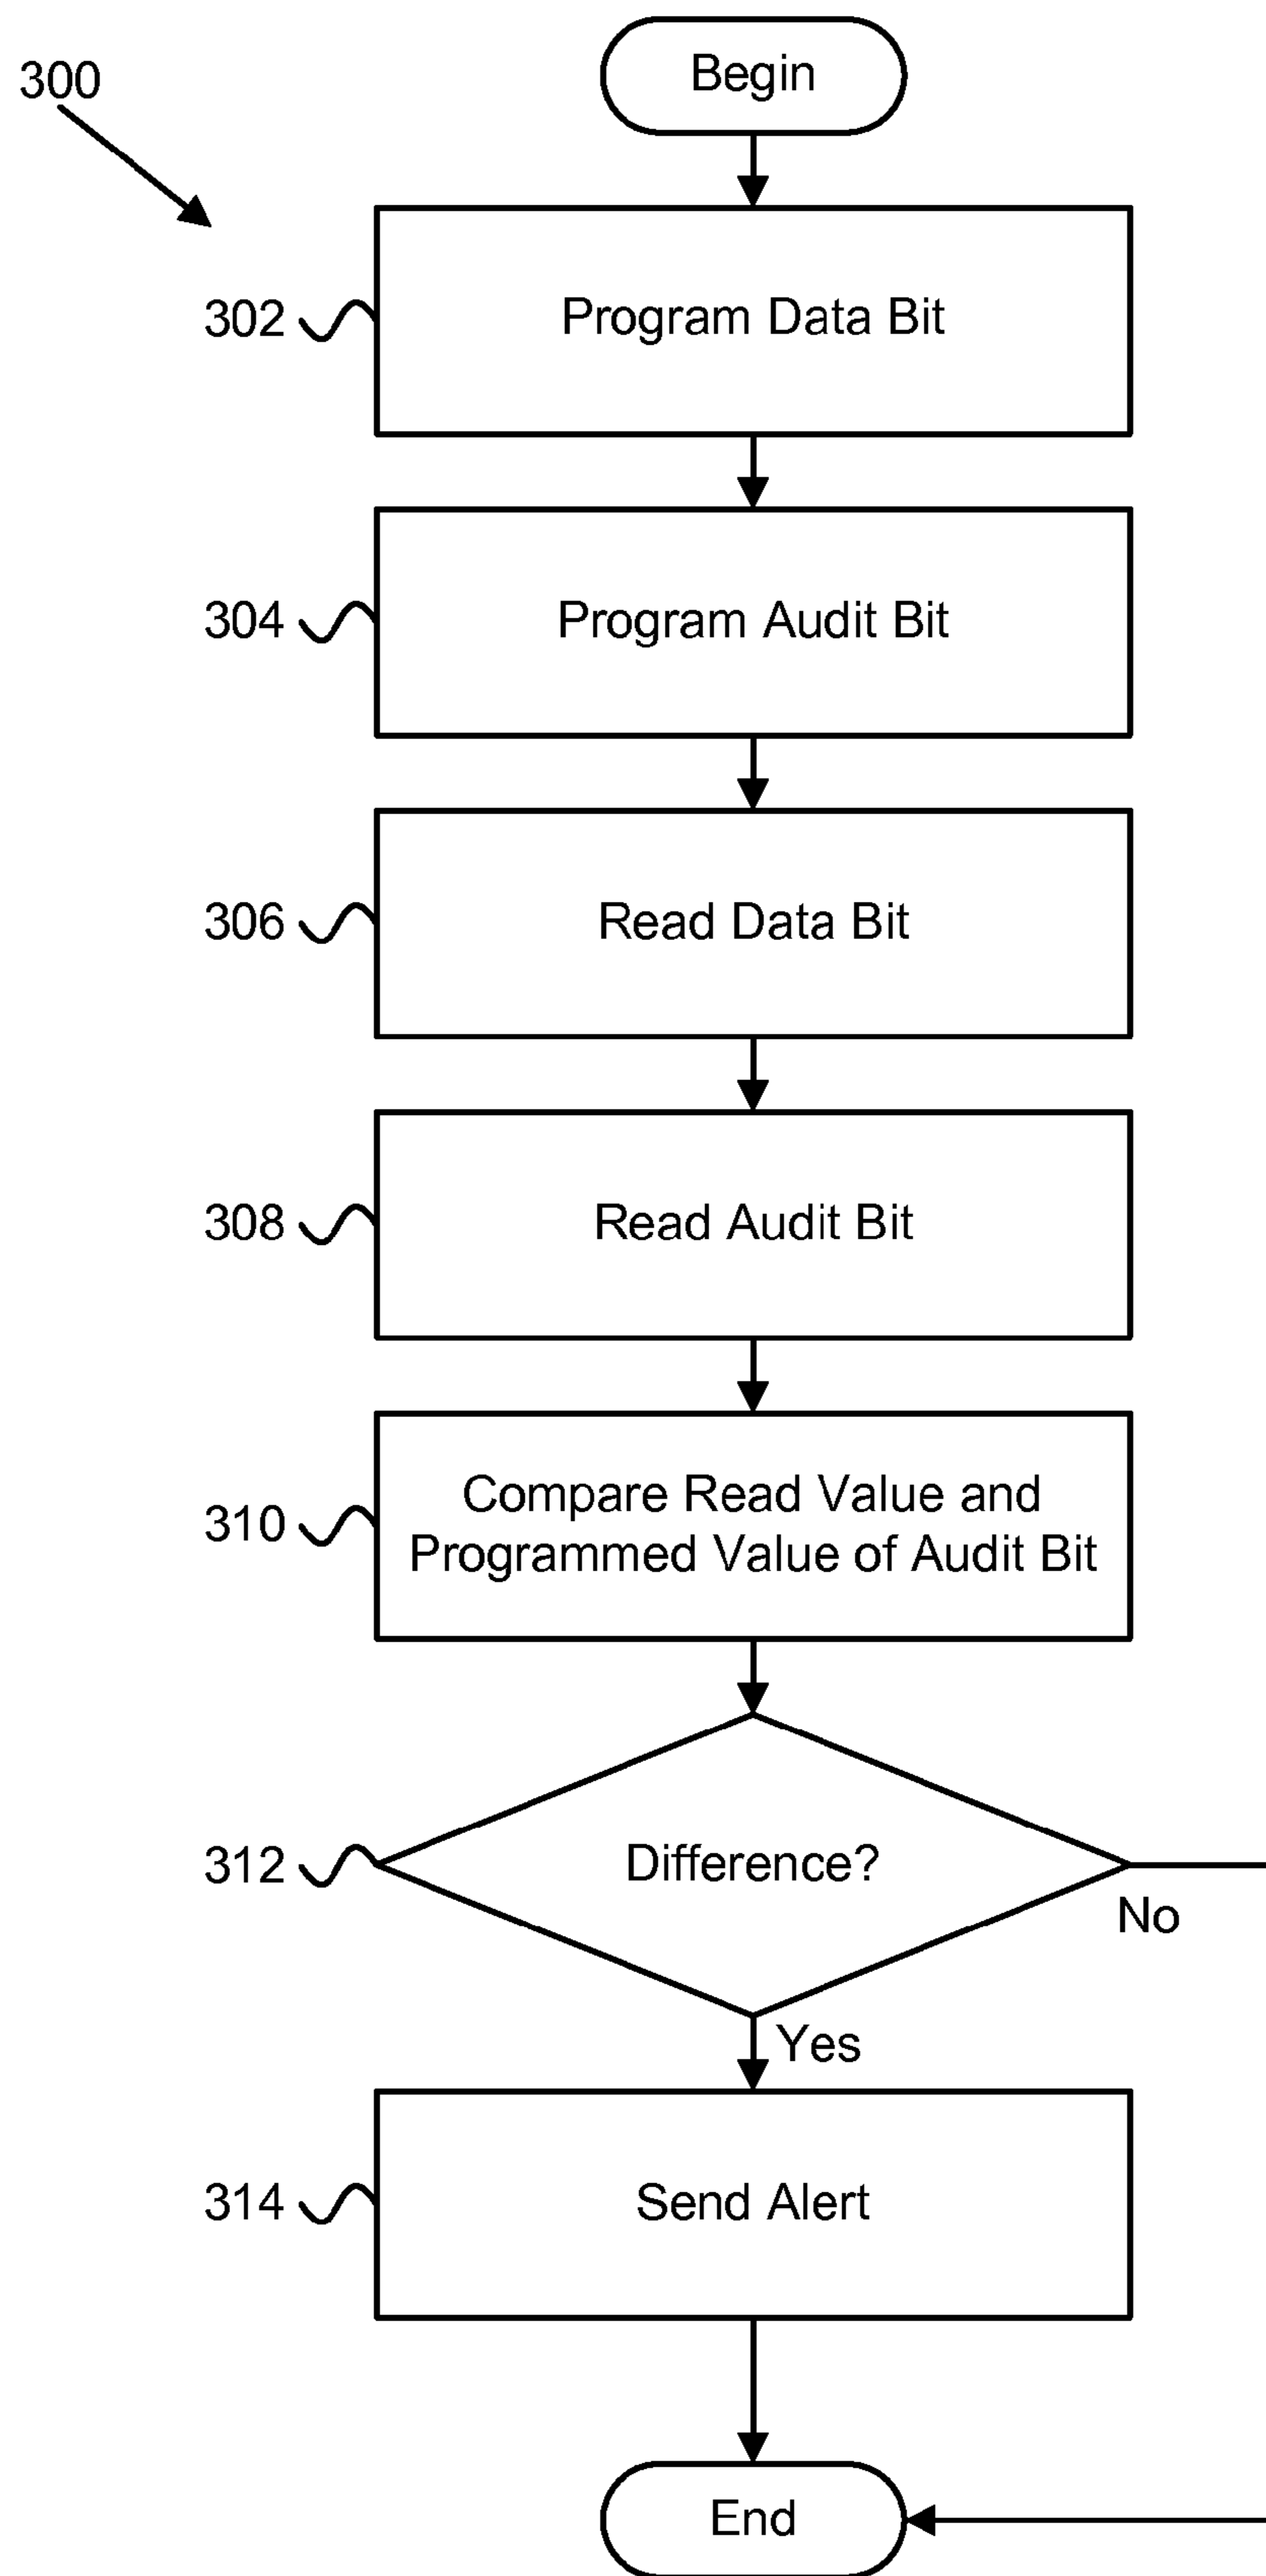 Begin
300
302
Program Data Bit
304
Program Audit Bit
306
Read Data Bit
308
Read Audit Bit
310
Compare Read Value and
Programmed Value of Audit Bit
312
Difference?
No
Yes
314
Send Alert
End